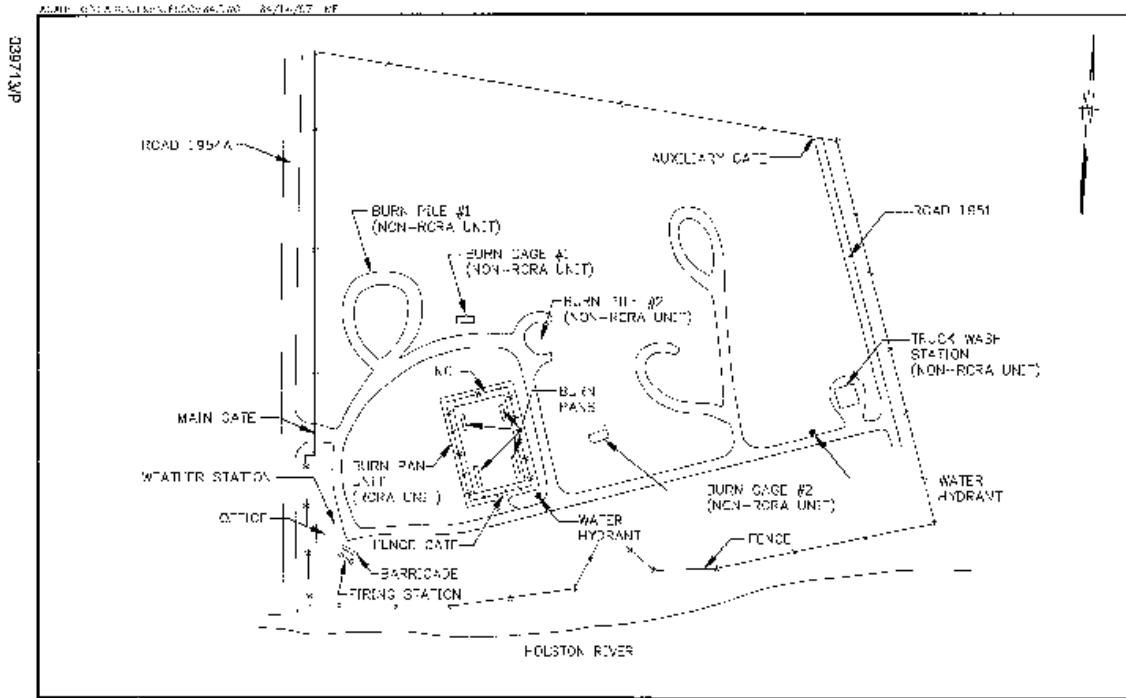 039713/P
ROAD 1954A
AUXILIARY GATE
BURN PILE #1
(NON-RCRA UNIT)
ROAD 1951
BURN CAGE #1
(NON-RCRA UNIT)
BURN PILE #2
(NON-RCRA UNIT)
TRUCK WASH
STATION
(NON-RCRA UNIT)
BURN
PANS
MAIN GATE
BURN PAN
UNIT
(RCRA UNIT)
WEATHER STATION
WATER
HYDRANT
BURN CAGE #2
(NON-RCRA UNIT)
OFFICE
WATER
HYDRANT
FENCE GATE
FENCE
BARRICADE
FIRING STATION
HOLSTON RIVER